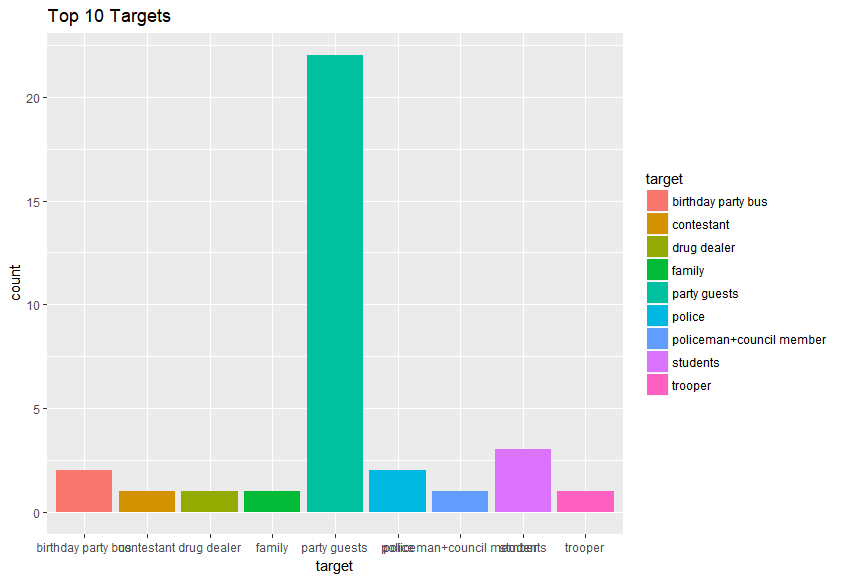 Top 10 Targets
count
20
15
10
5
0
birthday party bus contestant drug dealer family party guests police policeman+council member students trooper
target
target
birthday party bus
contestant
drug dealer
family
party guests
police
policeman+council member
students
trooper